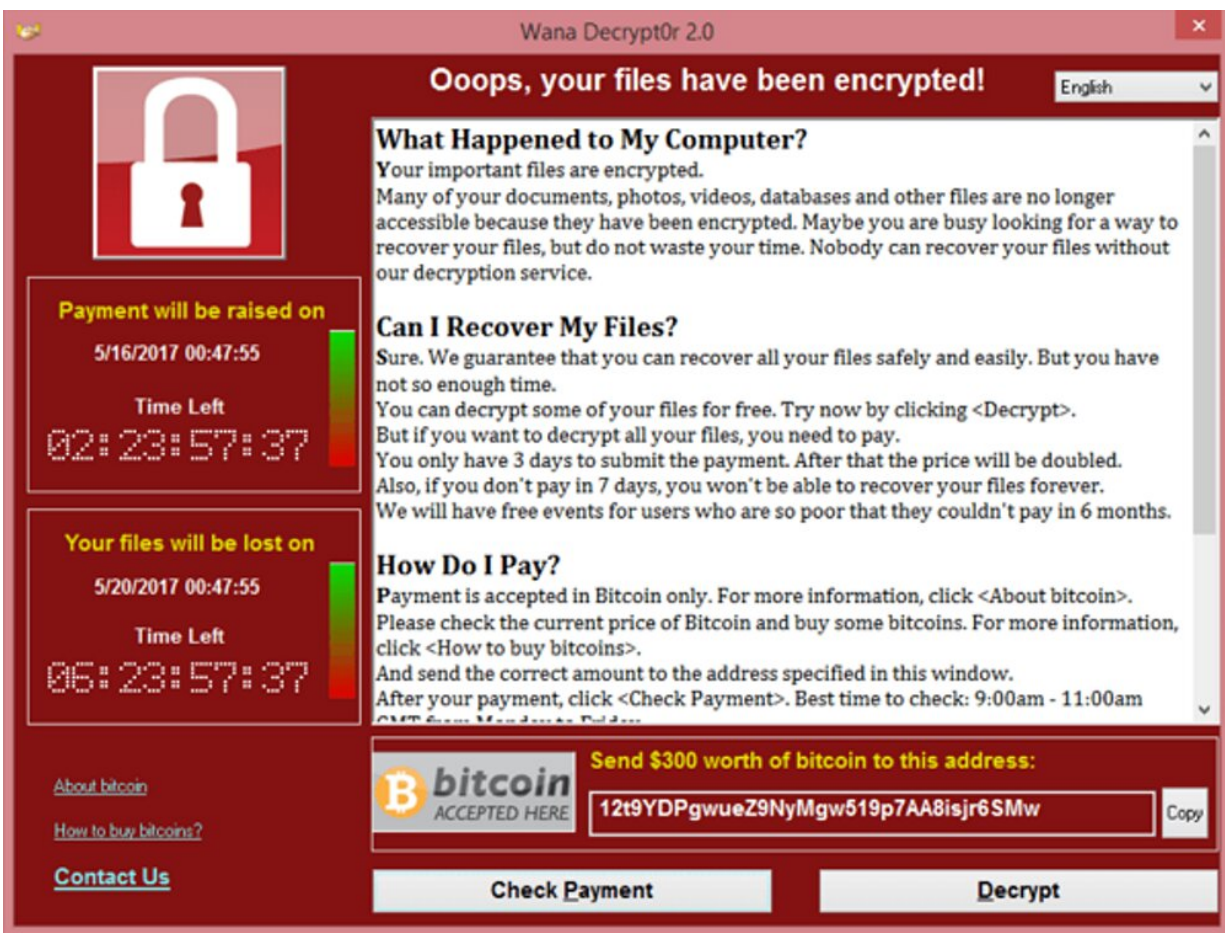 Wana Decrypt0r 2.0
Ooops, your files have been encrypted!
English
What Happened to My Computer?
Your important files are encrypted.
Many of your documents, photos, videos, databases and other files are no longer
accessible because they have been encrypted. Maybe you are busy looking for a way to
recover your files, but do not waste your time. Nobody can recover your files without
our decryption service.
Can I Recover My Files?
Sure. We guarantee that you can recover all your files safely and easily. But you have
not so enough time.
You can decrypt some of your files for free. Try now by clicking <Decrypt>.
But if you want to decrypt all your files, you need to pay.
You only have 3 days to submit the payment. After that the price will be doubled.
Also, if you don't pay in 7 days, you won't be able to recover your files forever.
We will have free events for users who are so poor that they couldn't pay in 6 months.
How Do I Pay?
Payment is accepted in Bitcoin only. For more information, click <About bitcoin>.
Please check the current price of Bitcoin and buy some bitcoins. For more information,
click <How to buy bitcoins>.
And send the correct amount to the address specified in this window.
After your payment, click <Check Payment>. Best time to check: 9:00am - 11:00am
GMT from Monday to Friday
Payment will be raised on
5/16/2017 00:47:55
Time Left
02:23:57:37
Your files will be lost on
5/20/2017 00:47:55
Time Left
06:23:57:37
About bitcoin
How to buy bitcoins?
Contact Us
bitcoin
ACCEPTED HERE
Send $300 worth of bitcoin to this address:
12t9YDPgwueZ9NyMgw519p7AA8isjr6SMw
Copy
Check Payment
Decrypt